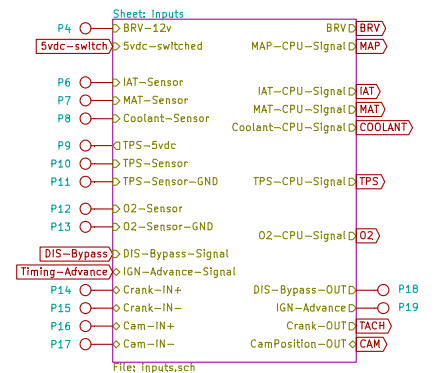 Sheet: inputs
P4 BRV-12v BRV BRV
5vdc-switch 5vdc-switched MAP-CPU-Signal MAP
P6 IAT-Sensor IAT-CPU-Signal IAT
P7 MAT-Sensor MAT-CPU-Signal MAT
P8 Coolant-Sensor Coolant-CPU-Signal COOLANT
P9 TPS-5vdc
P10 TPS-Sensor
P11 TPS-Sensor-GND TPS-CPU-Signal TPS
P12 O2-Sensor
P13 O2-Sensor-GND
O2-CPU-Signal O2
DIS-Bypass DIS-Bypass-Signal
Timing-Advance IGN-Advance-Signal
P14 Crank-IN+ DIS-Bypass-OUT P18
P15 Crank-IN- IGN-Advance P19
P16 Cam-IN+ Crank-OUT TACH
P17 Cam-IN- CamPosition-OUT CAM
File: inputs.sch